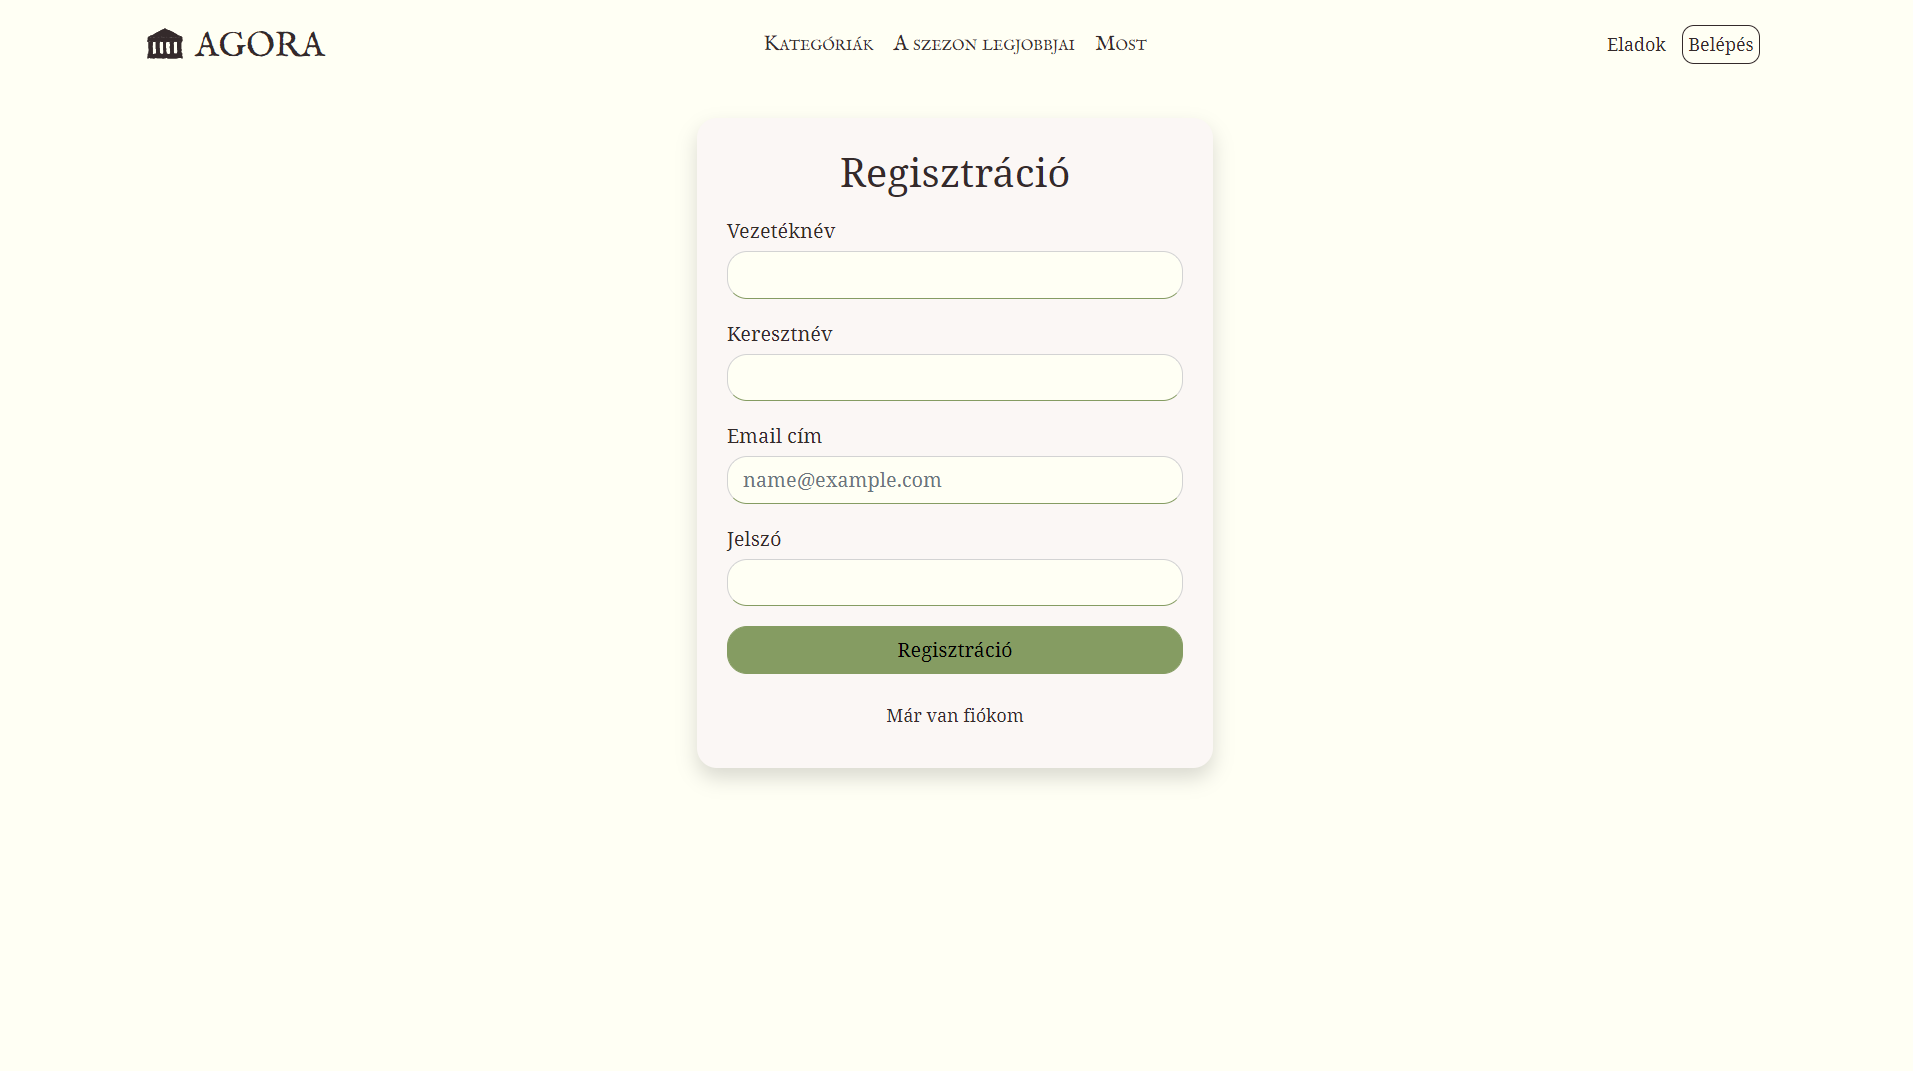 AGORA
Kategóriák A szezon legjobbjai Most
Eladok Belépés
Regisztráció
Vezetéknév
Keresztnév
Email cím
name@example.com
Jelszó
Regisztráció
Már van fiókom